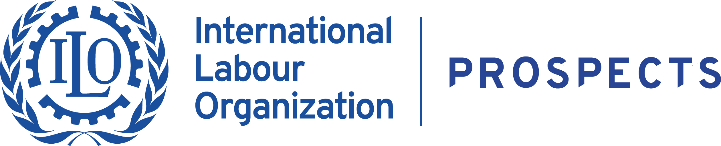 ILO
International
Labour
Organization
PROSPECTS